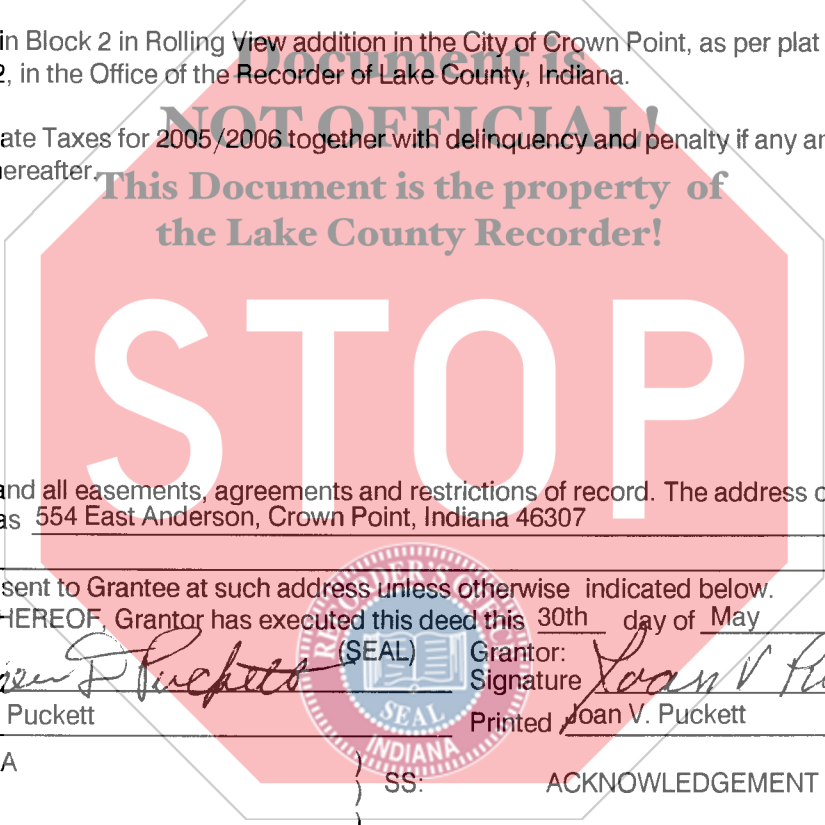 in Block 2 in Rolling View addition in the City of Crown Point, as per plat
2, in the Office of the Recorder of Lake County, Indiana.
Document is
NOT OFFICIAL!
ate Taxes for 2005/2006 together with delinquency and penalty if any an
ereafter.
This Document is the property of
the Lake County Recorder!
STOP
and all easements, agreements and restrictions of record. The address o
as 554 East Anderson, Crown Point, Indiana 46307
sent to Grantee at such address unless otherwise indicated below.
HEREOF, Grantor has executed this deed this 30th day of May
(SEAL) Grantor:
Puckett Signature Joan V Pu
Puckett Printed Joan V. Puckett
RECORDER'S OFFICE
SEAL
INDIANA
A ) SS: ACKNOWLEDGEMENT
)
)